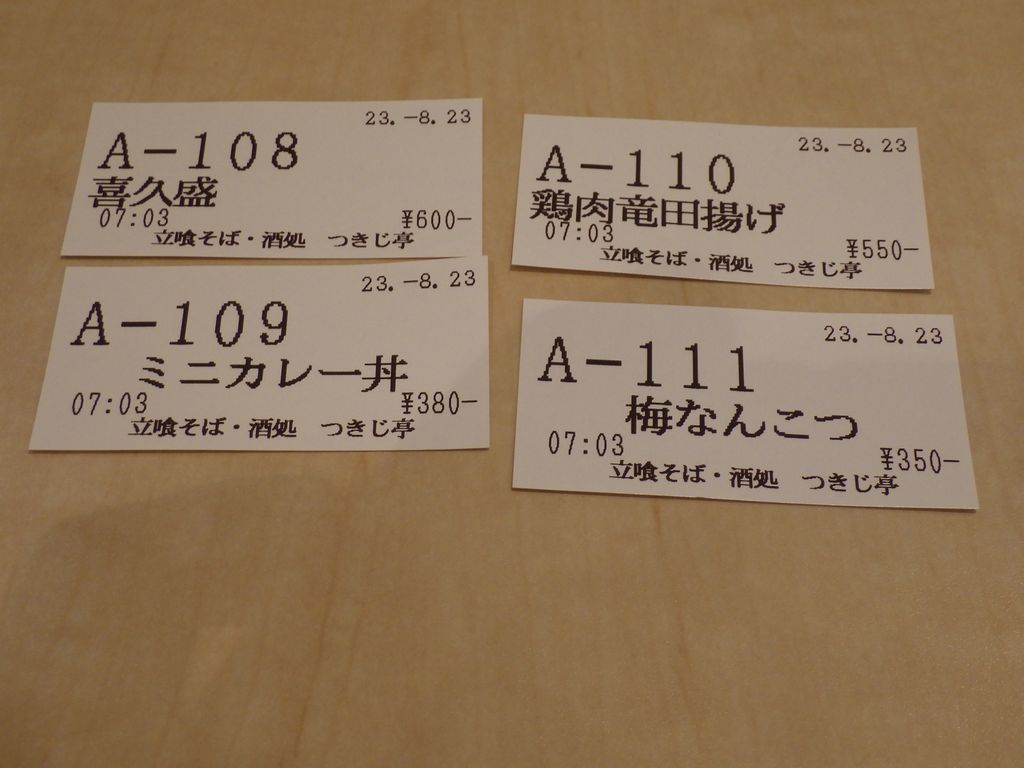 23.-8.23
A-108
喜久盛
07:03 ¥600-
立喰そば・酒処 つきじ亭
23.-8.23
A-109
ミニカレー丼
07:03 ¥380-
立喰そば・酒処 つきじ亭
23.-8.23
A-110
鶏肉竜田揚げ
07:03 ¥550-
立喰そば・酒処 つきじ亭
23.-8.23
A-111
梅なんこつ
07:03 ¥350-
立喰そば・酒処 つきじ亭